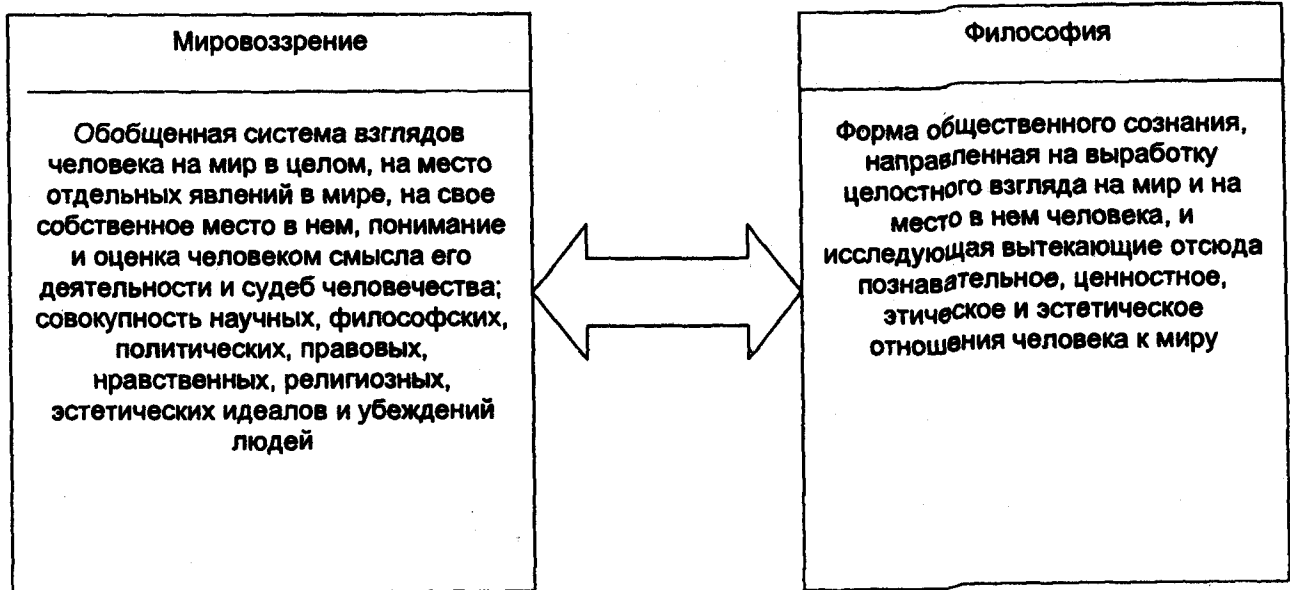 Мировоззрение
Обобщенная система взглядов
человека на мир в целом, на место
отдельных явлений в мире, на свое
собственное место в нем, понимание
и оценка человеком смысла его
деятельности и судеб человечества;
совокупность научных, философских,
политических, правовых,
нравственных, религиозных,
эстетических идеалов и убеждений
людей
Философия
Форма общественного сознания,
направленная на выработку
целостного взгляда на мир и на
место в нем человека, и
исследующая вытекающие отсюда
познавательное, ценностное,
этическое и эстетическое
отношения человека к миру